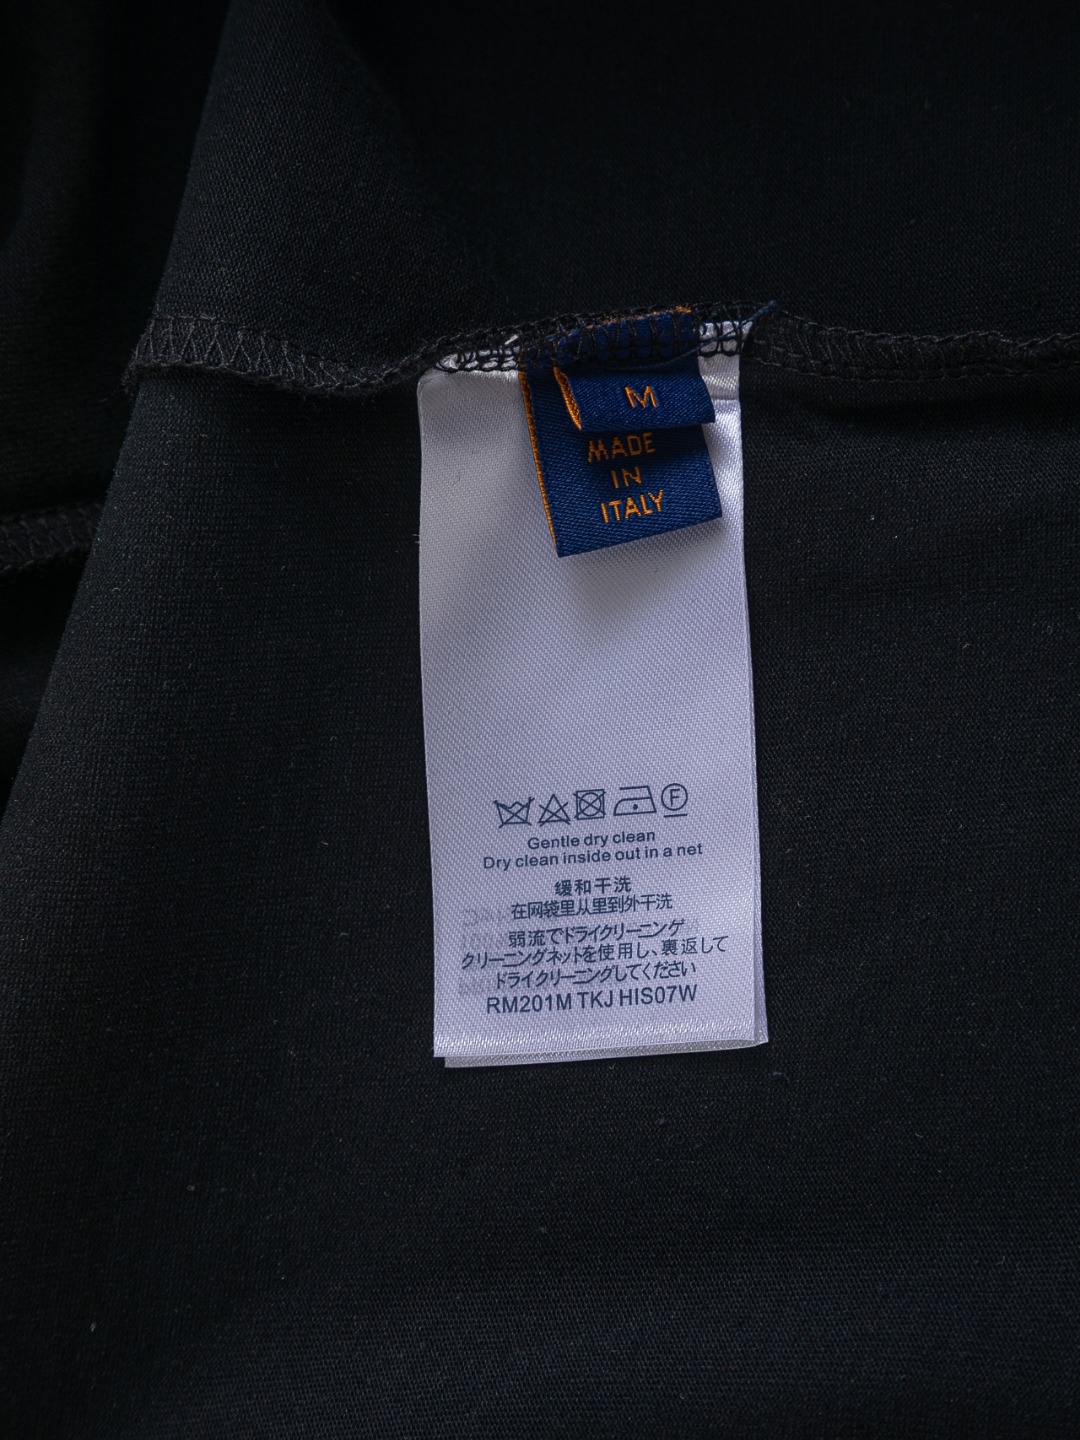 M
MADE
IN
ITALY
F
Gentle dry clean
Dry clean inside out in a net
缓和干洗
在网袋里从里到外干洗
弱流でドライクリーニング
クリーニングネットを使用し、裏返して
ドライクリーニングしてください
RM201M TKJ HIS07W